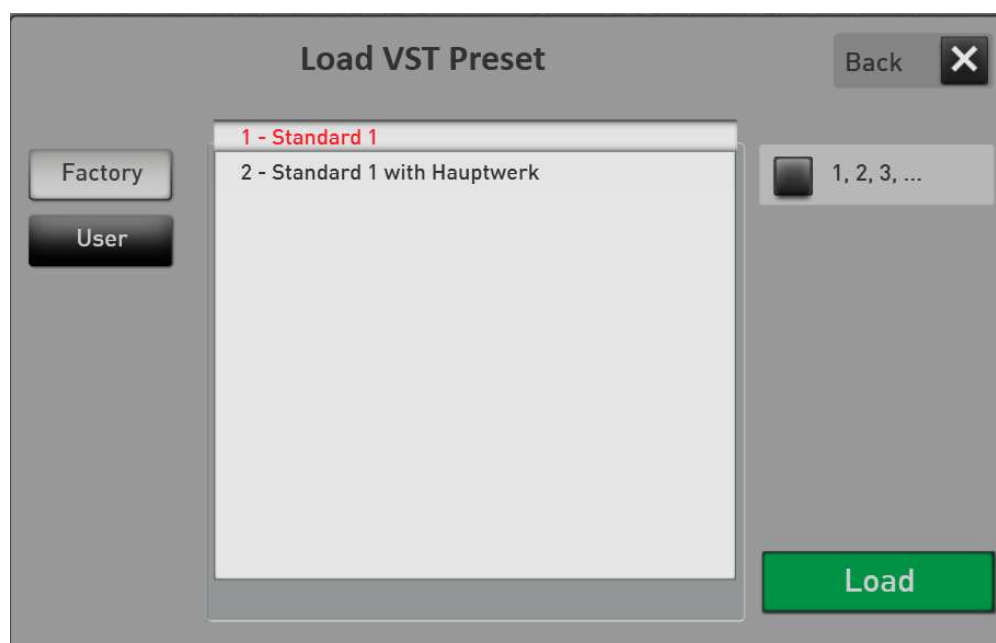 Load VST Preset
Back
1 - Standard 1
Factory
2 - Standard 1 with Hauptwerk
1, 2, 3, ...
User
Load